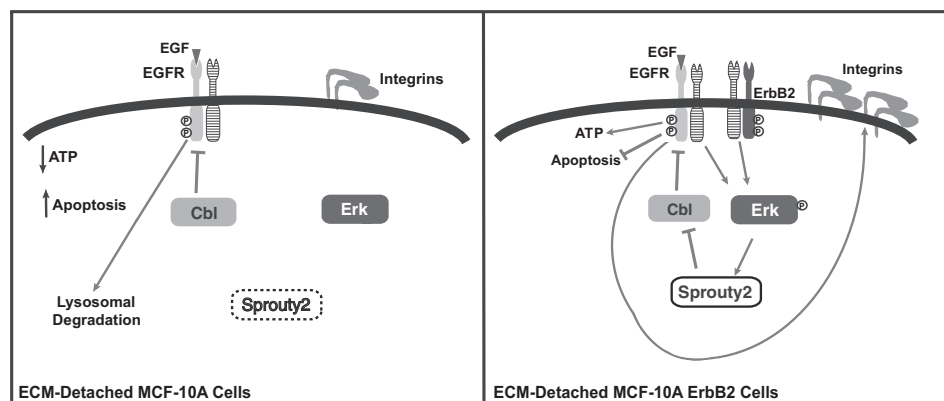 EGF
EGFR
Integrins
P
P
ATP
Apoptosis
Cbl
Erk
Lysosomal
Degradation
Sprouty2
ECM-Detached MCF-10A Cells
EGF
EGFR
Integrins
ErbB2
P
P
P
P
ATP
Apoptosis
Cbl
Erk
P
Sprouty2
ECM-Detached MCF-10A ErbB2 Cells